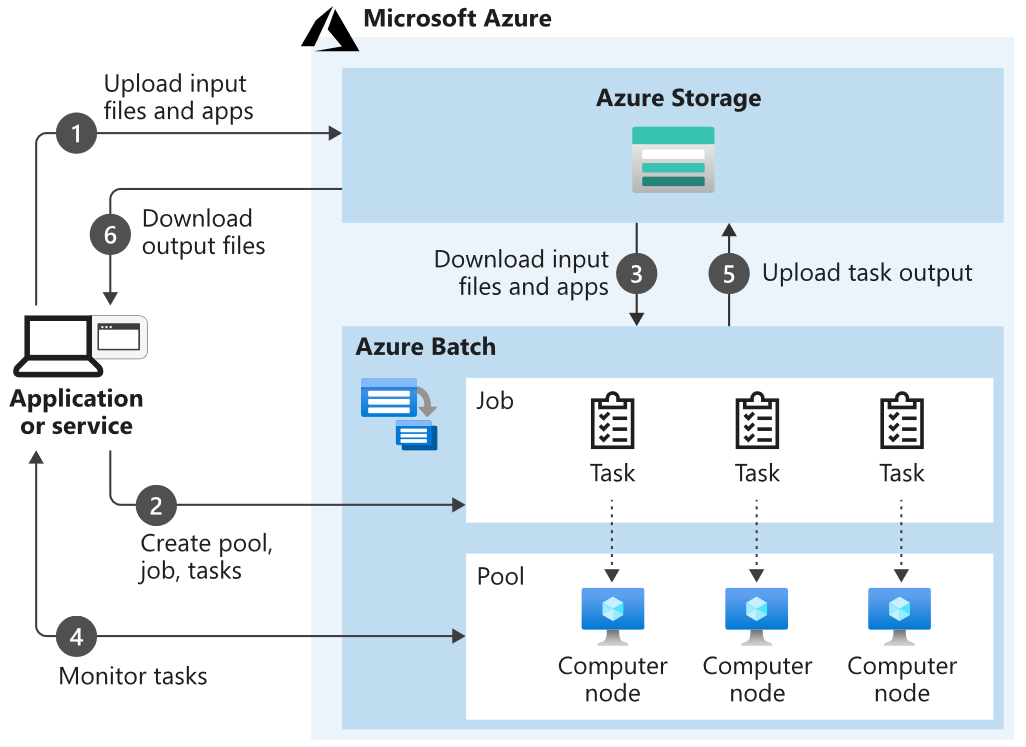 Microsoft Azure
Upload input
files and apps
1
Azure Storage
6
Download
output files
Download input
files and apps
3
5
Upload task output
Application
or service
Azure Batch
Job
Task
Task
Task
2
Create pool,
job, tasks
Pool
Computer
node
Computer
node
Computer
node
4
Monitor tasks